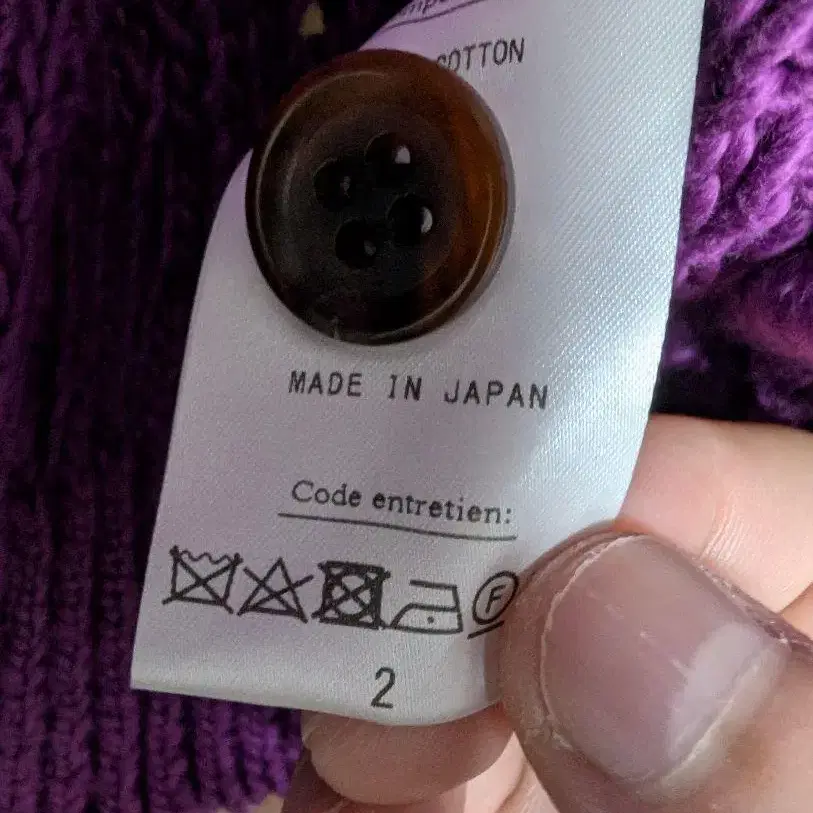 COTTON
MADE IN JAPAN
Code entretien:
F
2